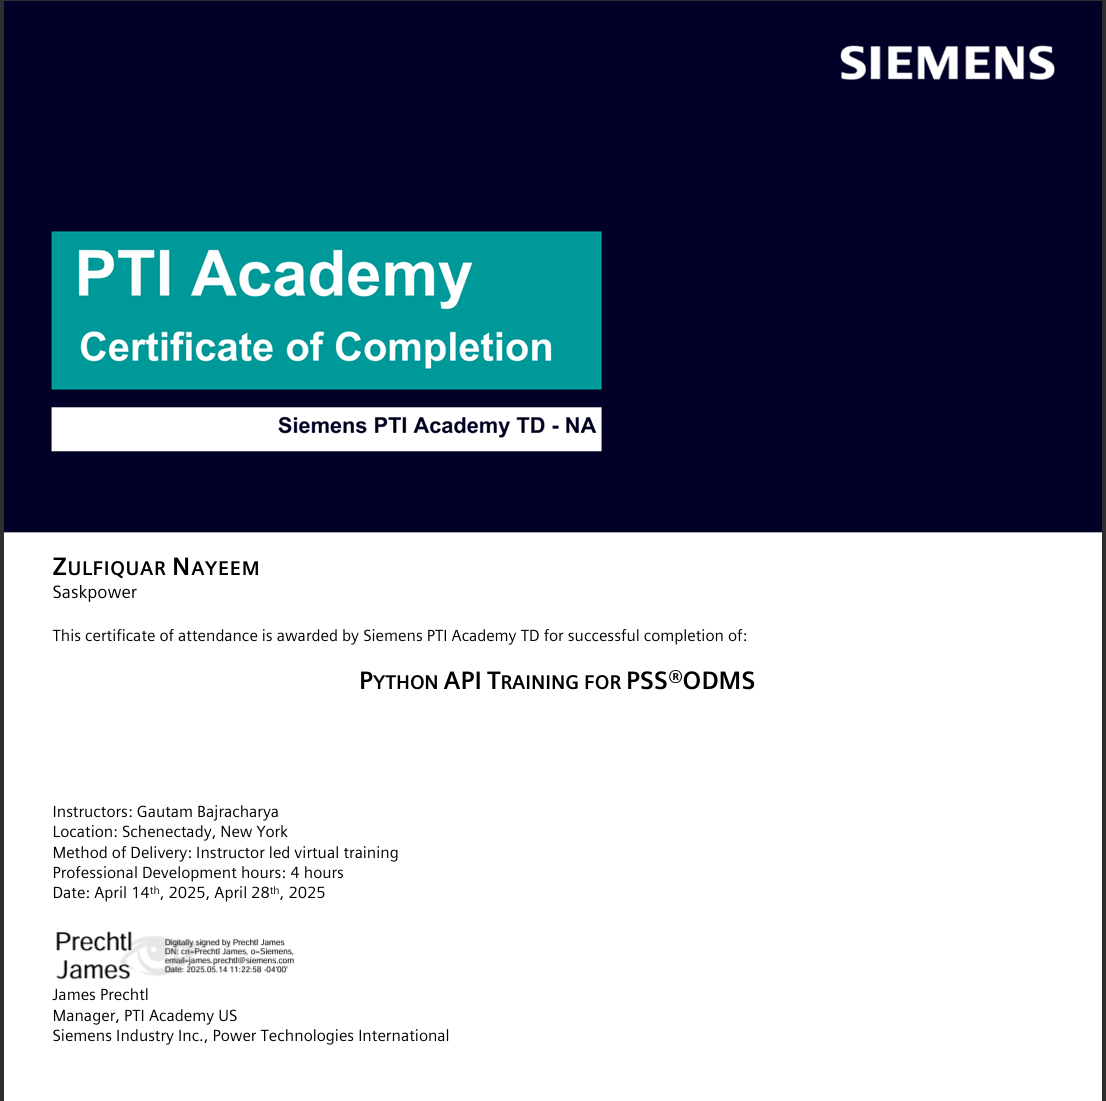 SIEMENS
PTI Academy
Certificate of Completion
Siemens PTI Academy TD - NA
ZULFIQUAR NAYEEM
Saskpower
This certificate of attendance is awarded by Siemens PTI Academy TD for successful completion of:
PYTHON API TRAINING FOR PSS®ODMS
Instructors: Gautam Bajracharya
Location: Schenectady, New York
Method of Delivery: Instructor led virtual training
Professional Development hours: 4 hours
Date: April 14th, 2025, April 28th, 2025
Prechtl
James
Digitally signed by Prechtl James
DN: cn=Prechtl James, o=Siemens,
email=james.prechtl@siemens.com
Date: 2025.05.14 11:22:58 -04'00'
James Prechtl
Manager, PTI Academy US
Siemens Industry Inc., Power Technologies International